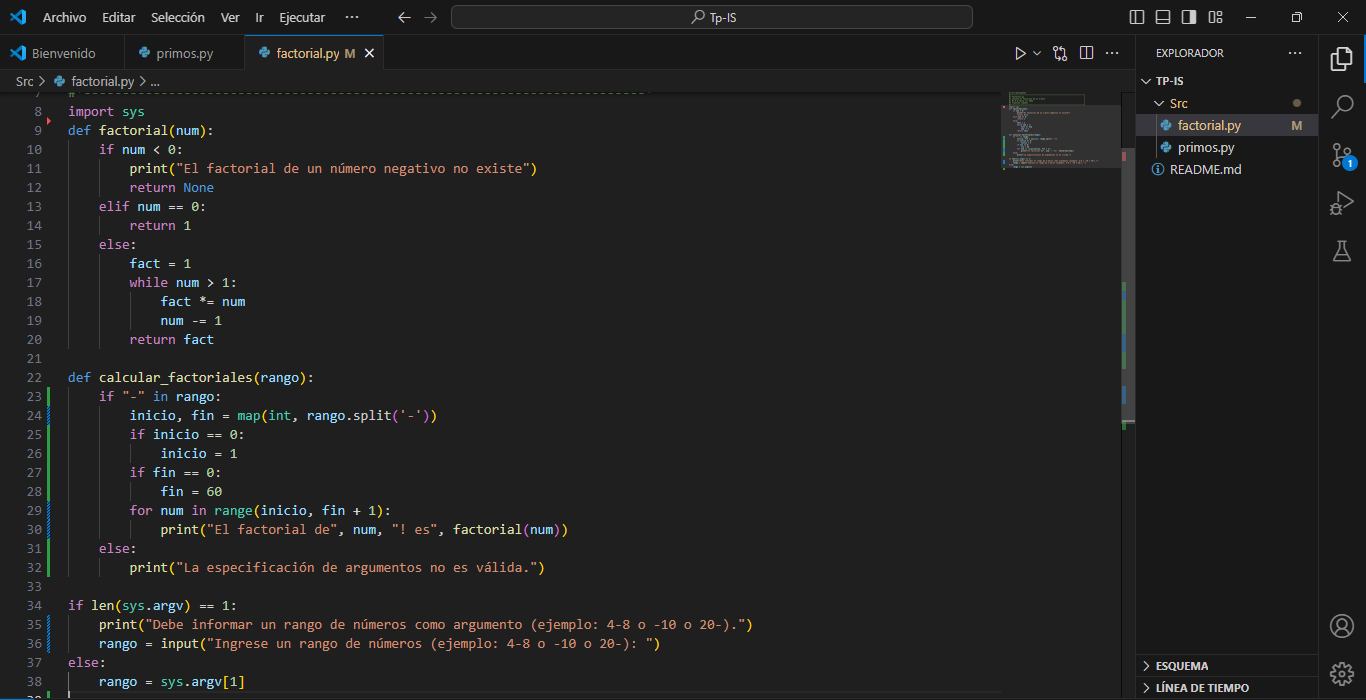 Archivo Editar Selección Ver Ir Ejecutar ··· Tp-IS
Bienvenido primos.py factorial.py M
Src > factorial.py > ...
8 import sys
9 def factorial(num):
10 if num < 0:
11 print("El factorial de un número negativo no existe")
12 return None
13 elif num == 0:
14 return 1
15 else:
16 fact = 1
17 while num > 1:
18 fact *= num
19 num -= 1
20 return fact
21
22 def calcular_factoriales(rango):
23 if "-" in rango:
24 inicio, fin = map(int, rango.split('-'))
25 if inicio == 0:
26 inicio = 1
27 if fin == 0:
28 fin = 60
29 for num in range(inicio, fin + 1):
30 print("El factorial de", num, "! es", factorial(num))
31 else:
32 print("La especificación de argumentos no es válida.")
33
34 if len(sys.argv) == 1:
35 print("Debe informar un rango de números como argumento (ejemplo: 4-8 o -10 o 20-).")
36 rango = input("Ingrese un rango de números (ejemplo: 4-8 o -10 o 20-): ")
37 else:
38 rango = sys.argv[1]
EXPLORADOR
TP-IS
Src
factorial.py M
primos.py
README.md
1
ESQUEMA
LÍNEA DE TIEMPO